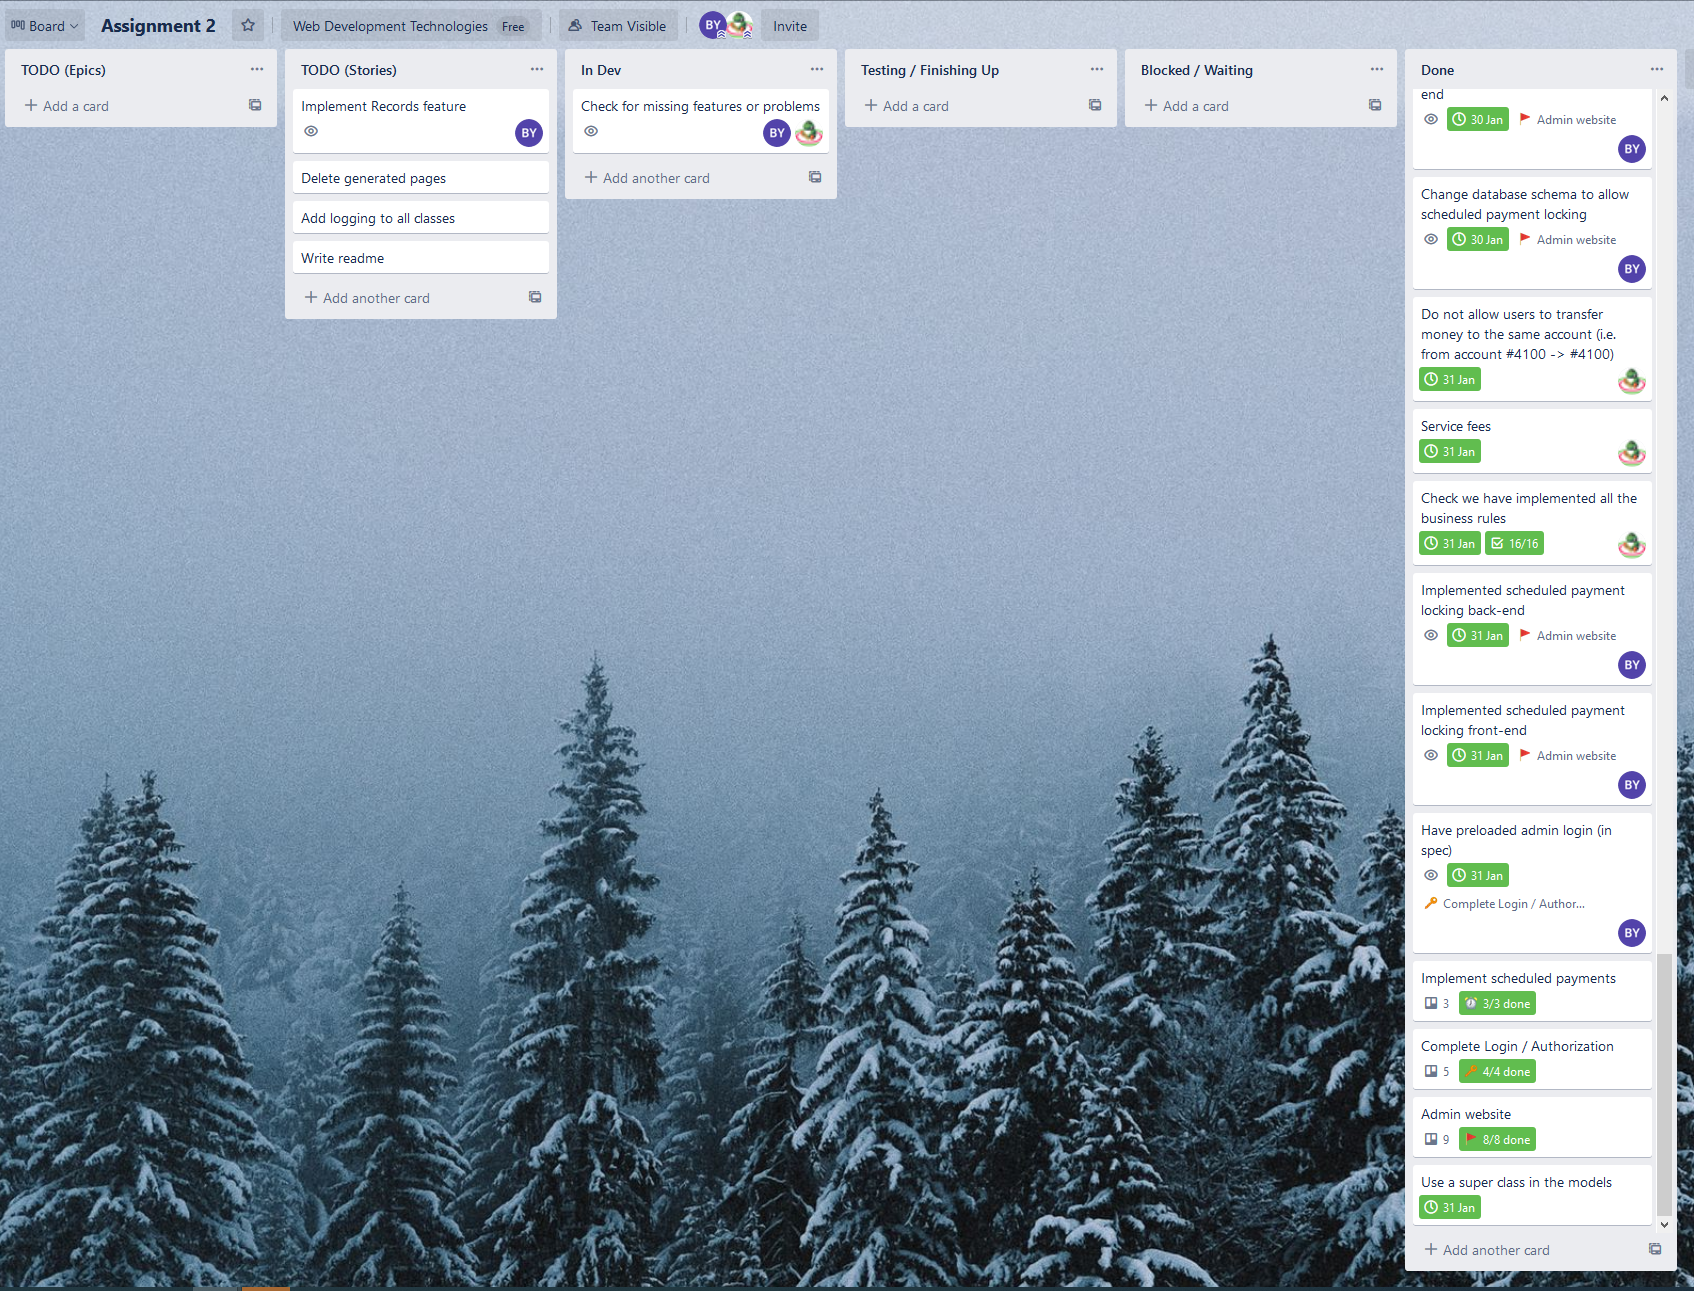 Board
Assignment 2
Web Development Technologies
Free
Team Visible
BY
Invite
TODO (Epics)
Add a card
TODO (Stories)
Implement Records feature
BY
Delete generated pages
Add logging to all classes
Write readme
Add another card
In Dev
Check for missing features or problems
BY
Add another card
Testing / Finishing Up
Add a card
Blocked / Waiting
Add a card
Done
end
30 Jan
Admin website
BY
Change database schema to allow
scheduled payment locking
30 Jan
Admin website
BY
Do not allow users to transfer
money to the same account (i.e.
from account #4100 -> #4100)
31 Jan
Service fees
31 Jan
Check we have implemented all the
business rules
31 Jan
16/16
Implemented scheduled payment
locking back-end
31 Jan
Admin website
BY
Implemented scheduled payment
locking front-end
31 Jan
Admin website
BY
Have preloaded admin login (in
spec)
31 Jan
Complete Login / Author...
BY
Implement scheduled payments
3
3/3 done
Complete Login / Authorization
5
4/4 done
Admin website
9
8/8 done
Use a super class in the models
31 Jan
Add another card